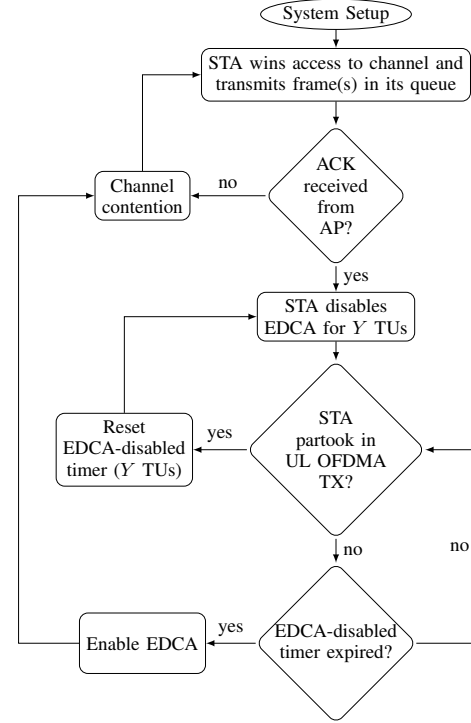 System Setup
STA wins access to channel and
transmits frame(s) in its queue
ACK
received
from
AP?
no
Channel
contention
yes
STA disables
EDCA for Y TUs
STA
partook in
UL OFDMA
TX?
yes
Reset
EDCA-disabled
timer (Y TUs)
no
no
EDCA-disabled
timer expired?
yes
Enable EDCA